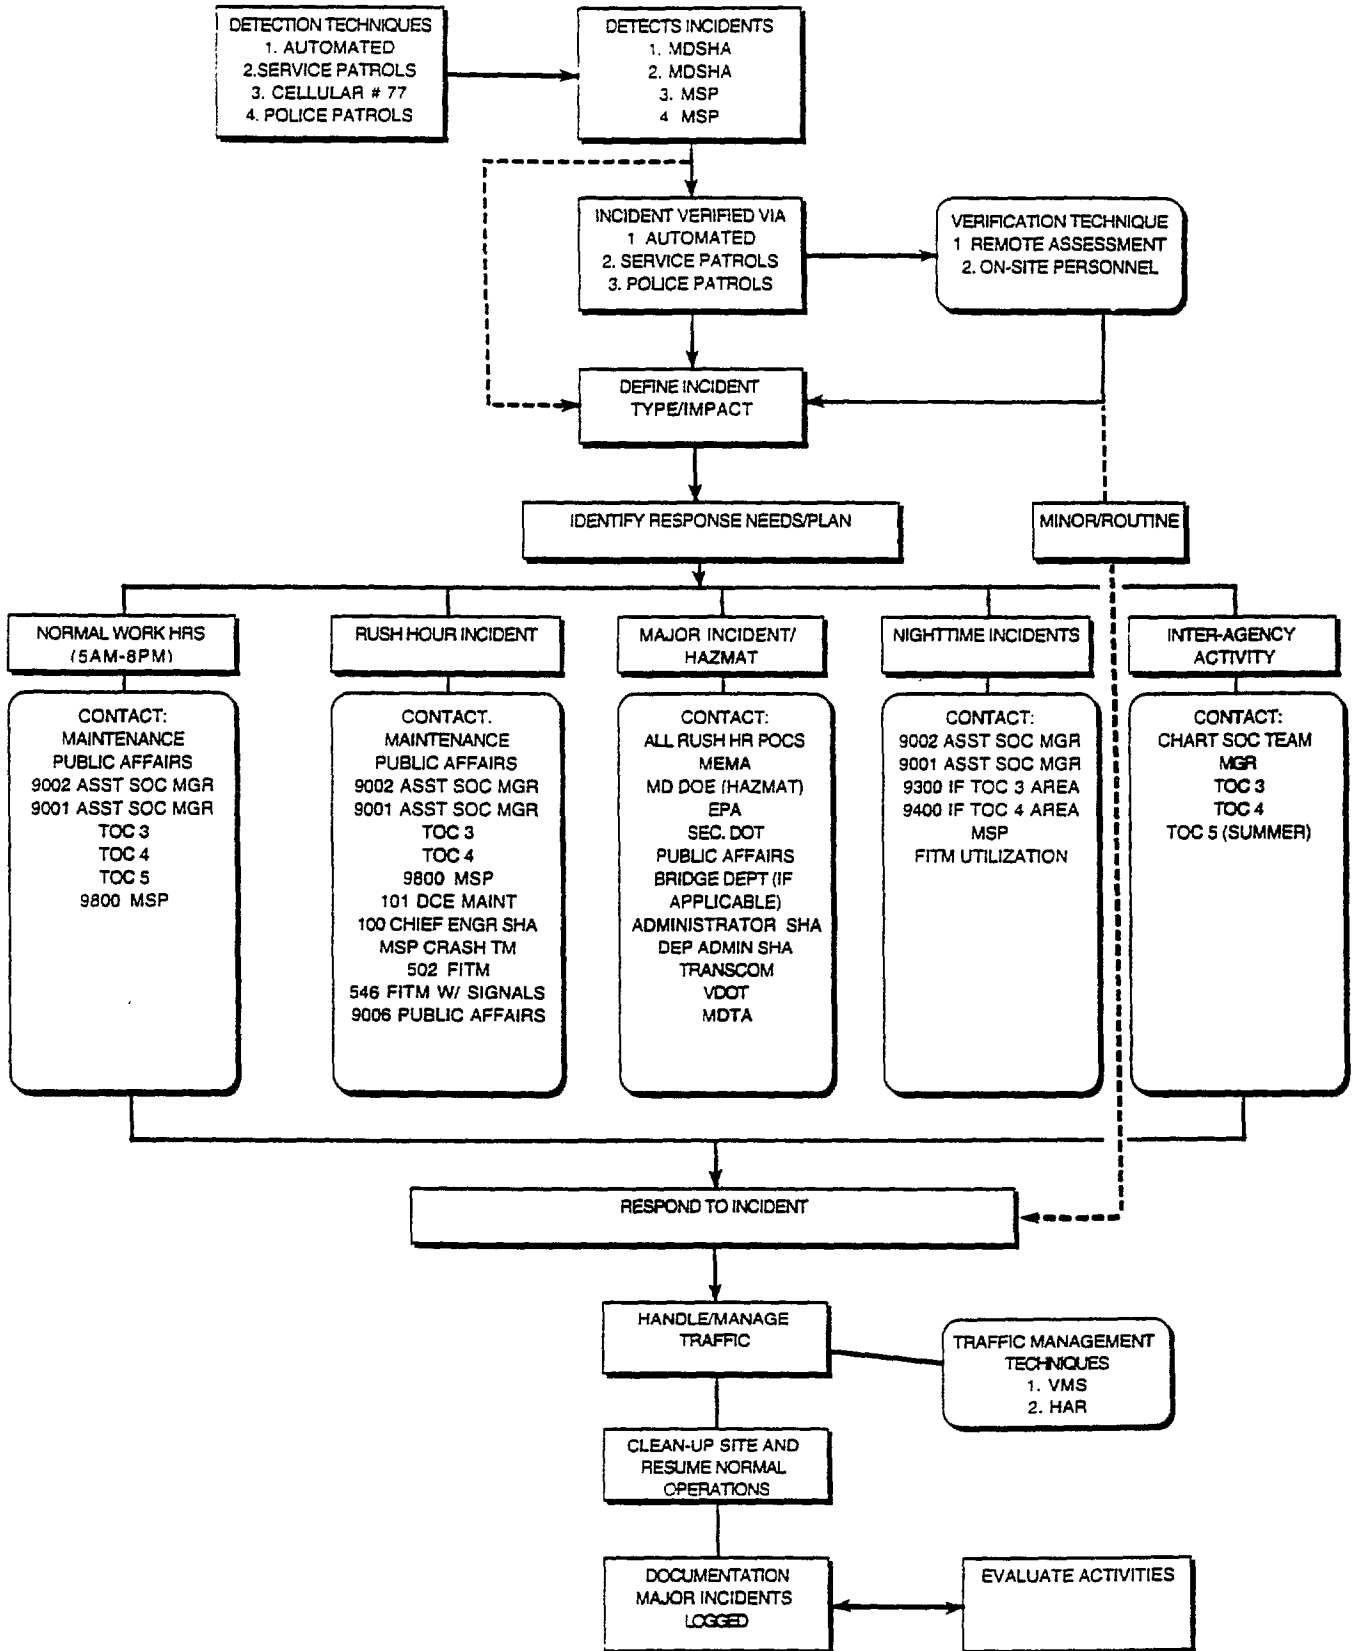 DETECTION TECHNIQUES
1. AUTOMATED
2.SERVICE PATROLS
3. CELLULAR # 77
4. POLICE PATROLS
DETECTS INCIDENTS
1. MDSHA
2. MDSHA
3. MSP
4 MSP
INCIDENT VERIFIED VIA
1 AUTOMATED
2. SERVICE PATROLS
3. POLICE PATROLS
VERIFICATION TECHNIQUE
1 REMOTE ASSESSMENT
2. ON-SITE PERSONNEL
DEFINE INCIDENT
TYPE/IMPACT
IDENTIFY RESPONSE NEEDS/PLAN
MINOR/ROUTINE
NORMAL WORK HRS
(5AM-8PM)
CONTACT:
MAINTENANCE
PUBLIC AFFAIRS
9002 ASST SOC MGR
9001 ASST SOC MGR
TOC 3
TOC 4
TOC 5
9800 MSP
RUSH HOUR INCIDENT
CONTACT.
MAINTENANCE
PUBLIC AFFAIRS
9002 ASST SOC MGR
9001 ASST SOC MGR
TOC 3
TOC 4
9800 MSP
101 DCE MAINT
100 CHIEF ENGR SHA
MSP CRASH TM
502 FITM
546 FITM W/ SIGNALS
9006 PUBLIC AFFAIRS
MAJOR INCIDENT/
HAZMAT
CONTACT:
ALL RUSH HR POCS
MEMA
MD DOE (HAZMAT)
EPA
SEC. DOT
PUBLIC AFFAIRS
BRIDGE DEPT (IF
APPLICABLE)
ADMINISTRATOR SHA
DEP ADMIN SHA
TRANSCOM
VDOT
MDTA
NIGHTTIME INCIDENTS
CONTACT:
9002 ASST SOC MGR
9001 ASST SOC MGR
9300 IF TOC 3 AREA
9400 IF TOC 4 AREA
MSP
FITM UTILIZATION
INTER-AGENCY
ACTIVITY
CONTACT:
CHART SOC TEAM
MGR
TOC 3
TOC 4
TOC 5 (SUMMER)
RESPOND TO INCIDENT
HANDLE/MANAGE
TRAFFIC
TRAFFIC MANAGEMENT
TECHNIQUES
1. VMS
2. HAR
CLEAN-UP SITE AND
RESUME NORMAL
OPERATIONS
DOCUMENTATION
MAJOR INCIDENTS
LOGGED
EVALUATE ACTIVITIES